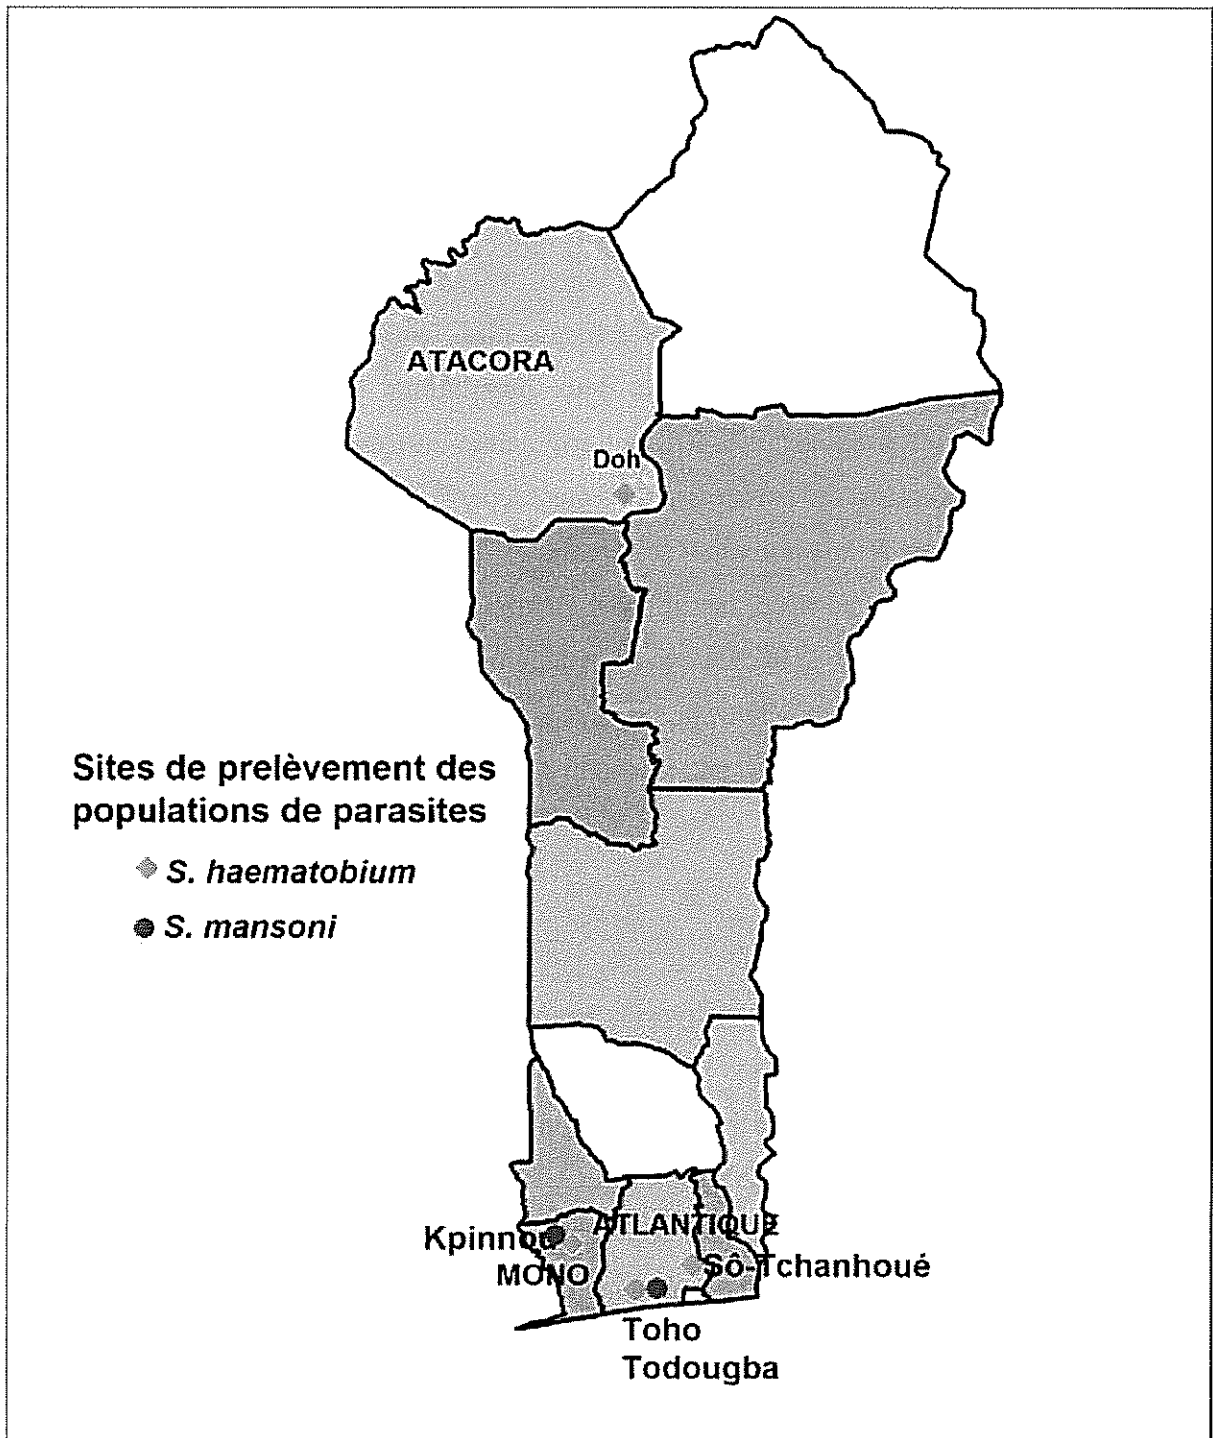 ATACORA
Doh
Sites de prelèvement des
populations de parasites
S. haematobium
S. mansoni
ATLANTIQUE
Kpinnou
Sô-Tchanhoué
MONO
Toho
Todougba